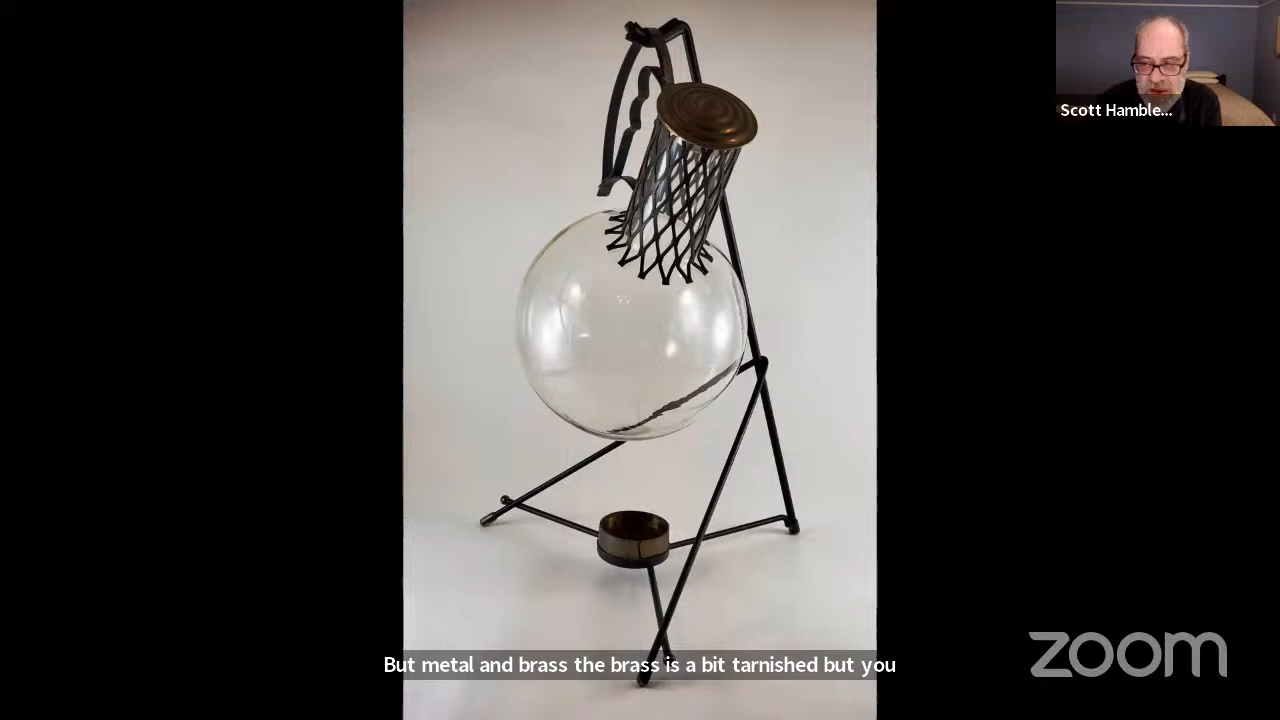 Scott Hamble...
But metal and brass the brass is a bit tarnished but you
zoom